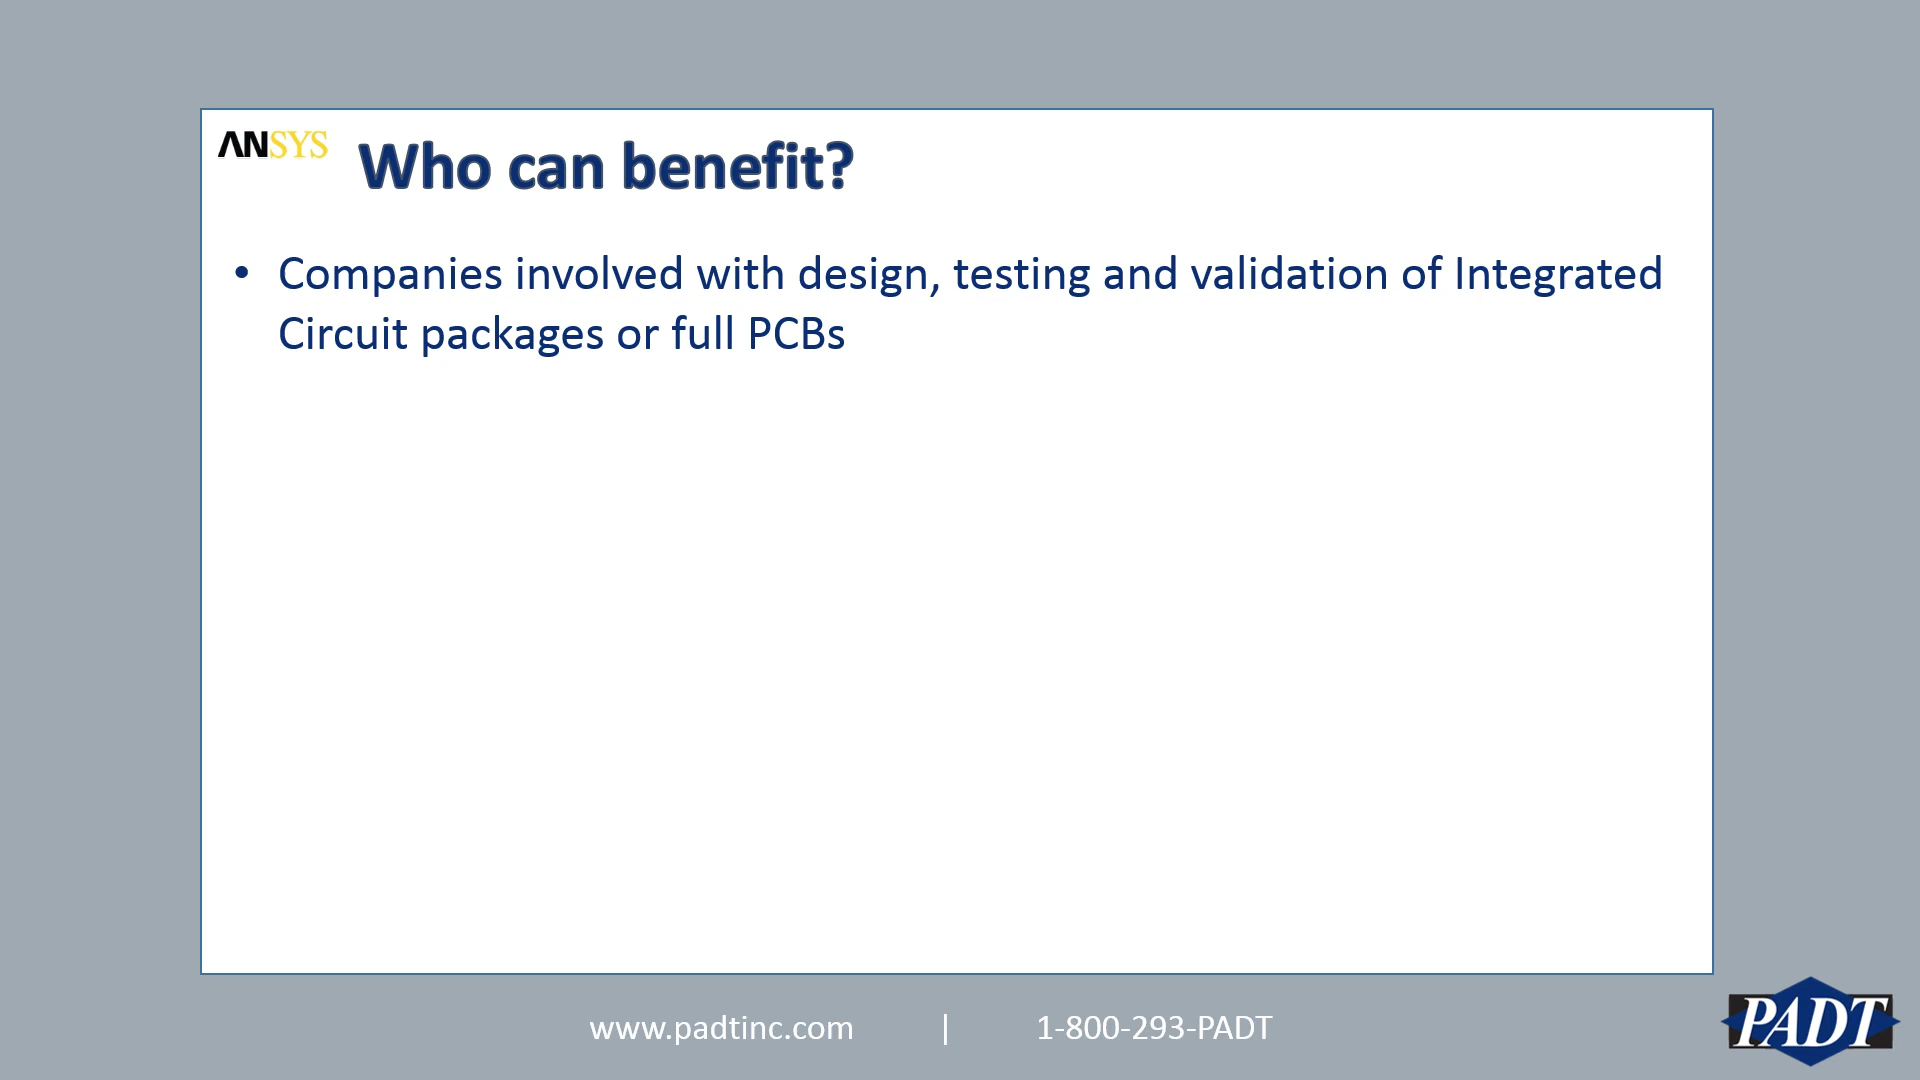 ANSYS
Who can benefit?
• Companies involved with design, testing and validation of Integrated
Circuit packages or full PCBs
www.padtinc.com | 1-800-293-PADT
PADT